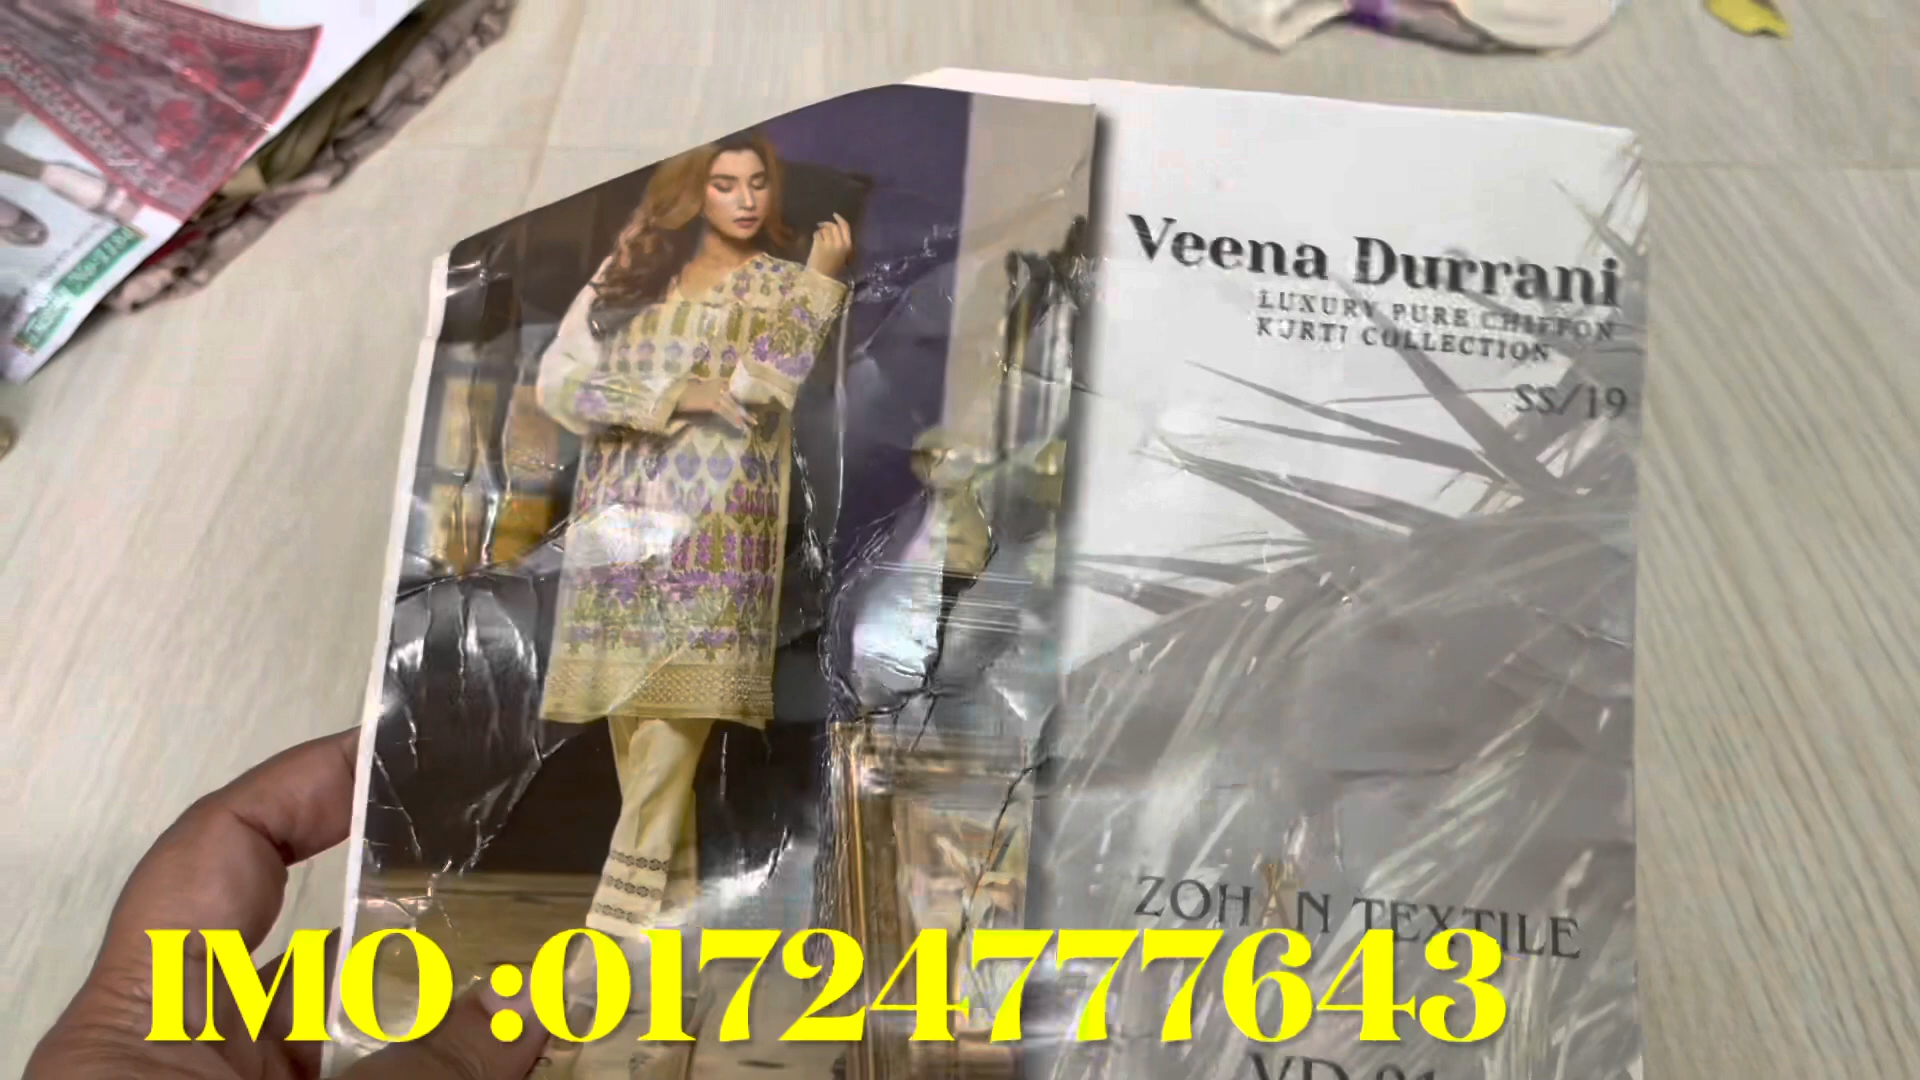 Veena Durrani
LUXURY PURE CHIFFON
KURTI COLLECTION
SS/19
ZOHAN TEXTILE
IMO :01724777643